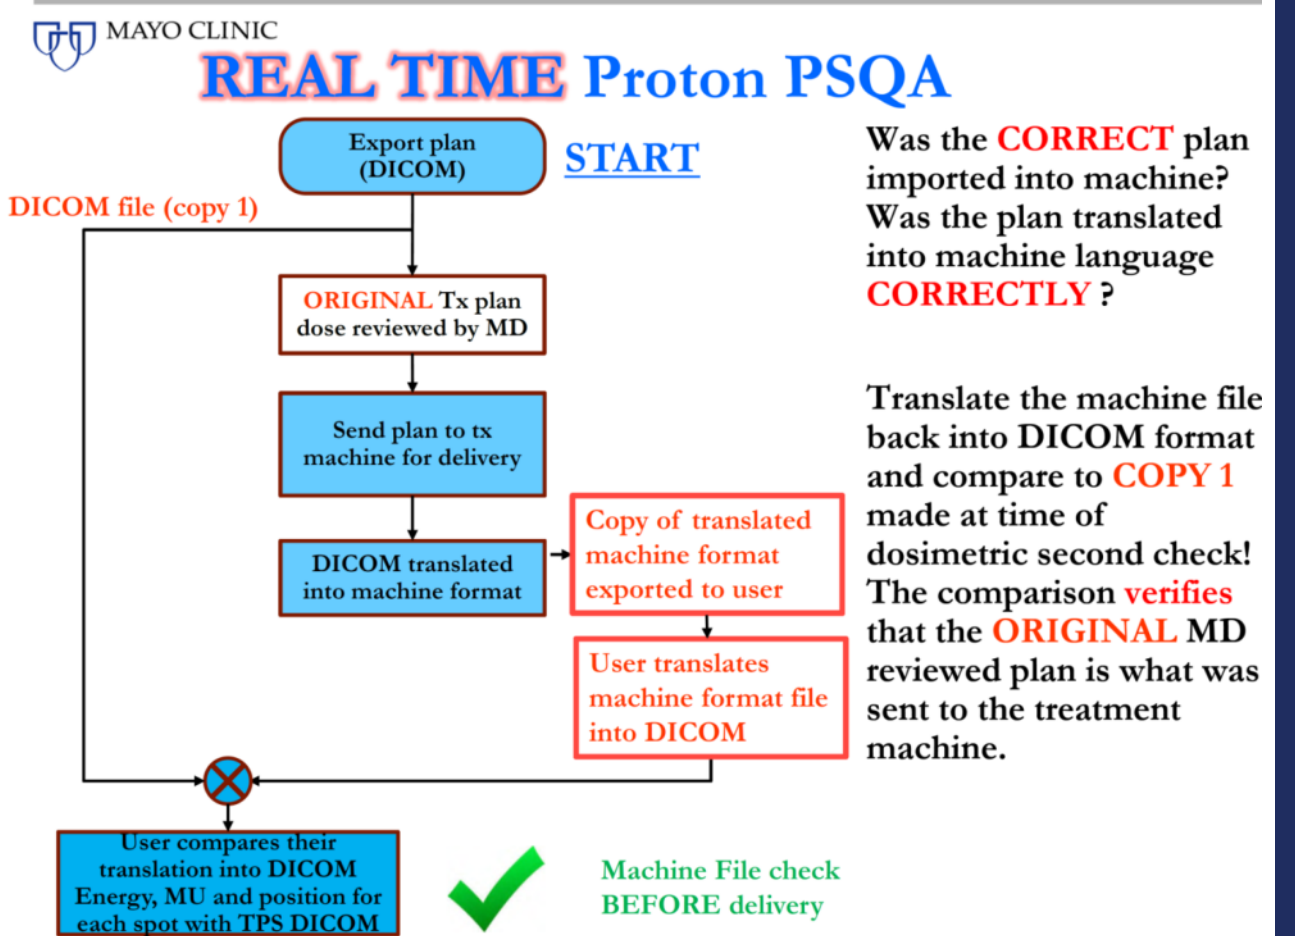 MAYO CLINIC
REAL TIME Proton PSQA
Export plan
(DICOM)
START
DICOM file (copy 1)
ORIGINAL Tx plan
dose reviewed by MD
Send plan to tx
machine for delivery
DICOM translated
into machine format
Copy of translated
machine format
exported to user
User translates
machine format file
into DICOM
User compares their
translation into DICOM
Energy, MU and position for
each spot with TPS DICOM
Machine File check
BEFORE delivery
Was the CORRECT plan
imported into machine?
Was the plan translated
into machine language
CORRECTLY ?
Translate the machine file
back into DICOM format
and compare to COPY 1
made at time of
dosimetric second check!
The comparison verifies
that the ORIGINAL MD
reviewed plan is what was
sent to the treatment
machine.